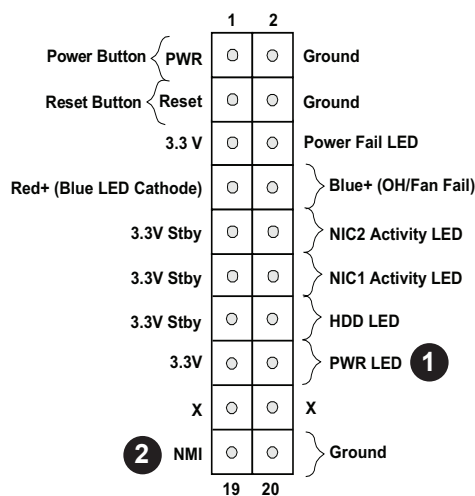 1 2
Power Button PWR Ground
Reset Button Reset Ground
3.3 V Power Fail LED
Red+ (Blue LED Cathode) Blue+ (OH/Fan Fail)
3.3V Stby NIC2 Activity LED
3.3V Stby NIC1 Activity LED
3.3V Stby HDD LED
3.3V PWR LED 1
X X
2 NMI Ground
19 20